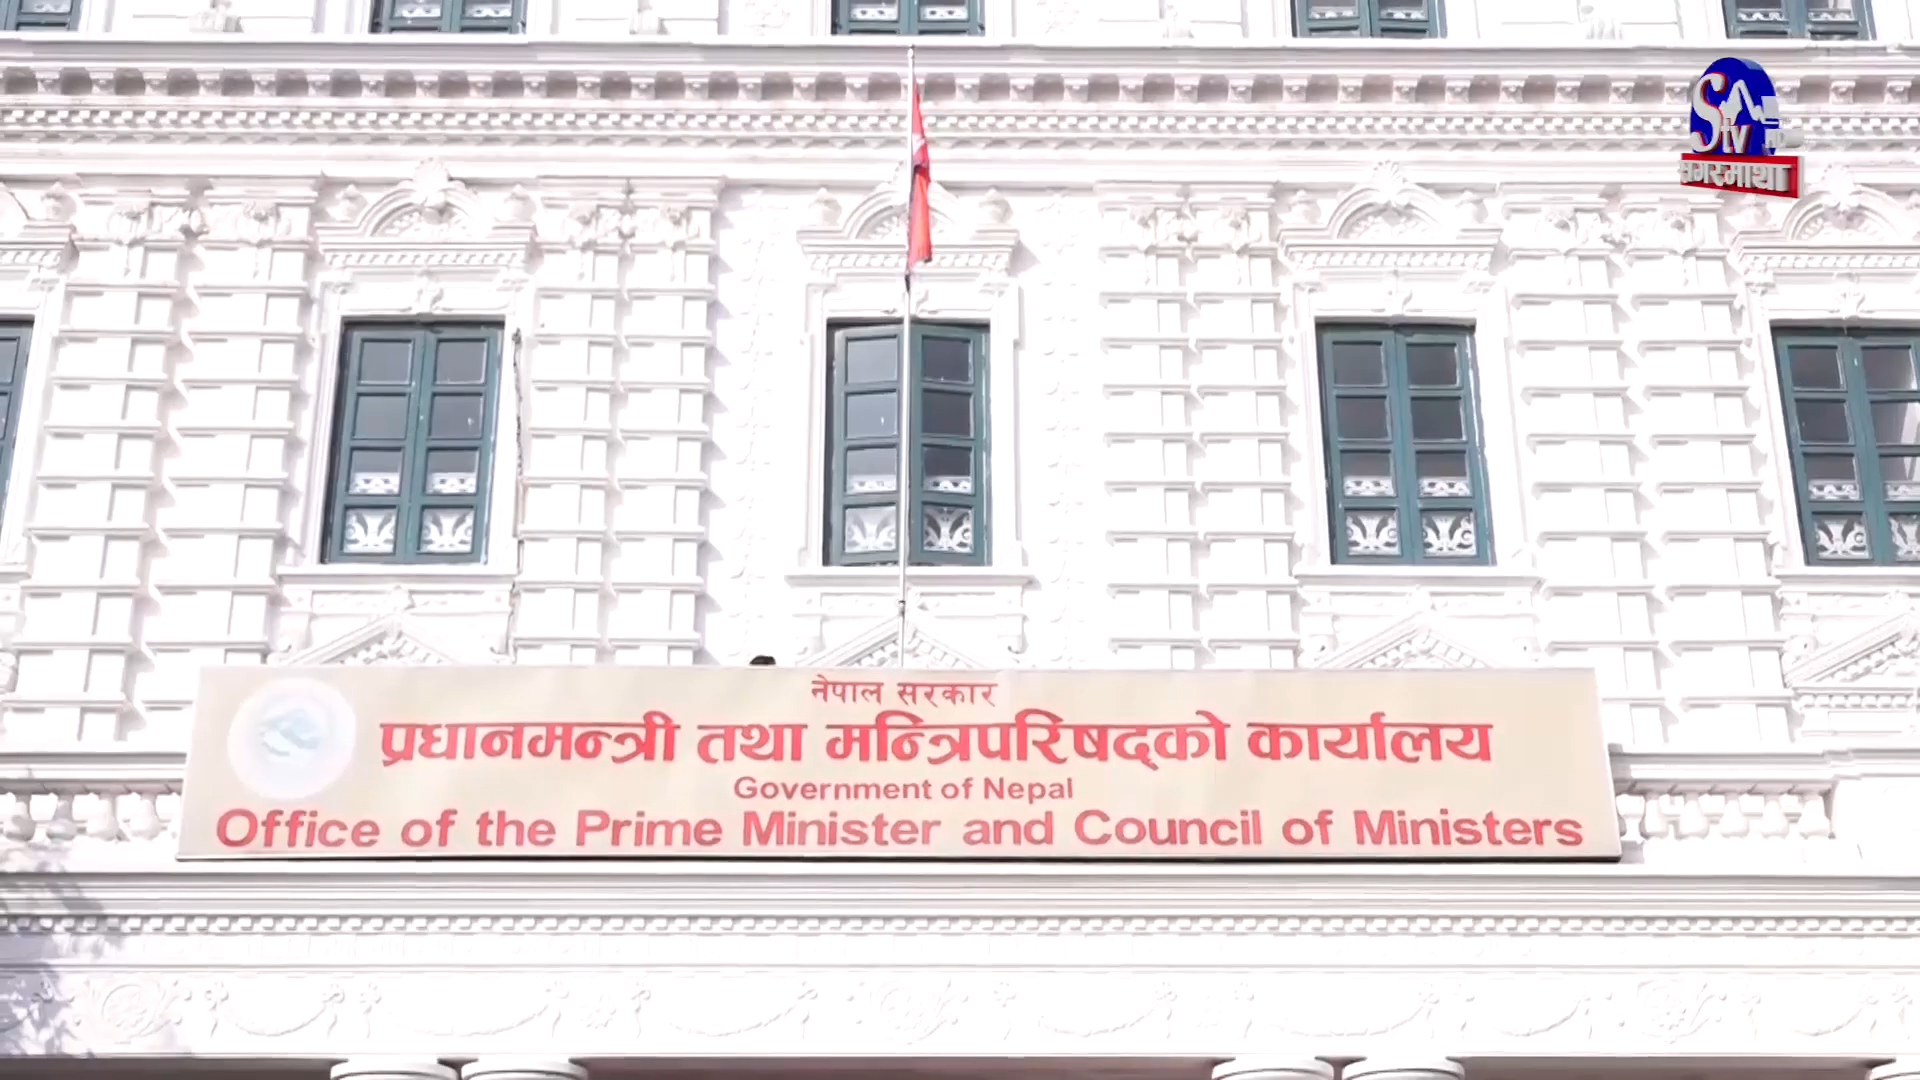 STV
सगरमाथा
नेपाल सरकार
प्रधानमन्त्री तथा मन्त्रिपरिषद्को कार्यालय
Government of Nepal
Office of the Prime Minister and Council of Ministers